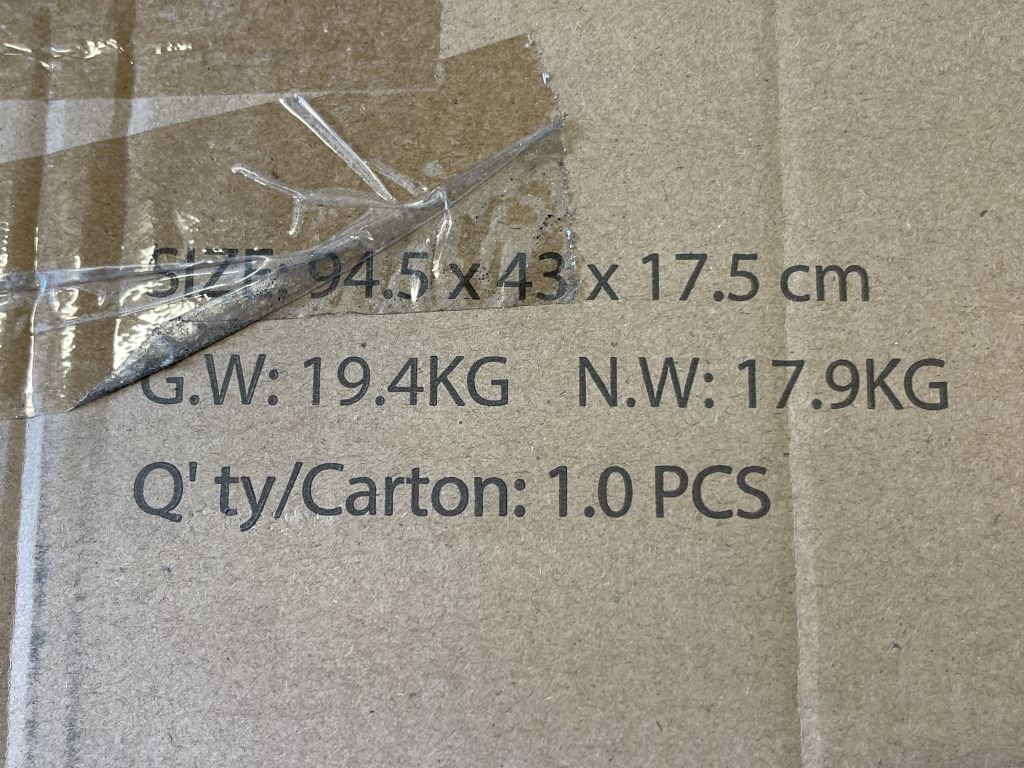 SIZE: 94.5 x 43 x 17.5 cm
G.W: 19.4KG N.W: 17.9KG
Q' ty/Carton: 1.0 PCS